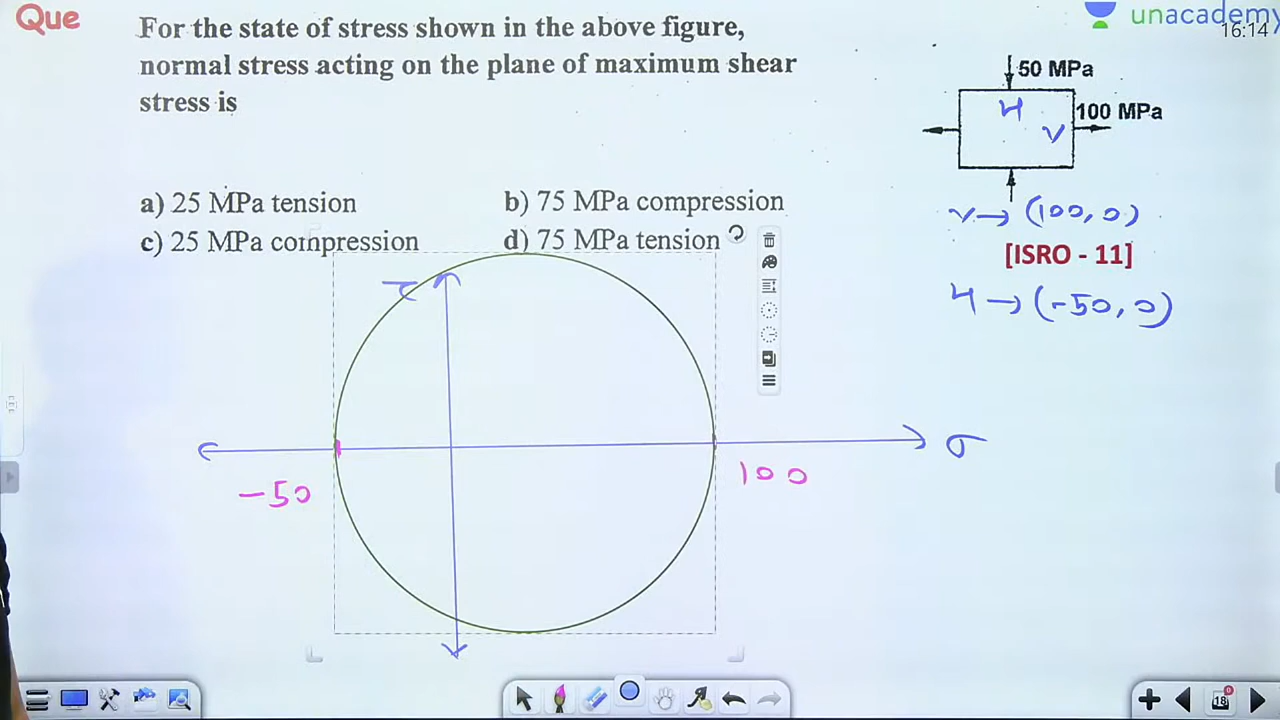 Que
For the state of stress shown in the above figure,
normal stress acting on the plane of maximum shear
stress is
a) 25 MPa tension
b) 75 MPa compression
c) 25 MPa compression
d) 75 MPa tension
unacademy
16:14
50 MPa
H
100 MPa
V
V → (100, 0)
[ISRO - 11]
H → (-50, 0)
τ
σ
-50
100
18